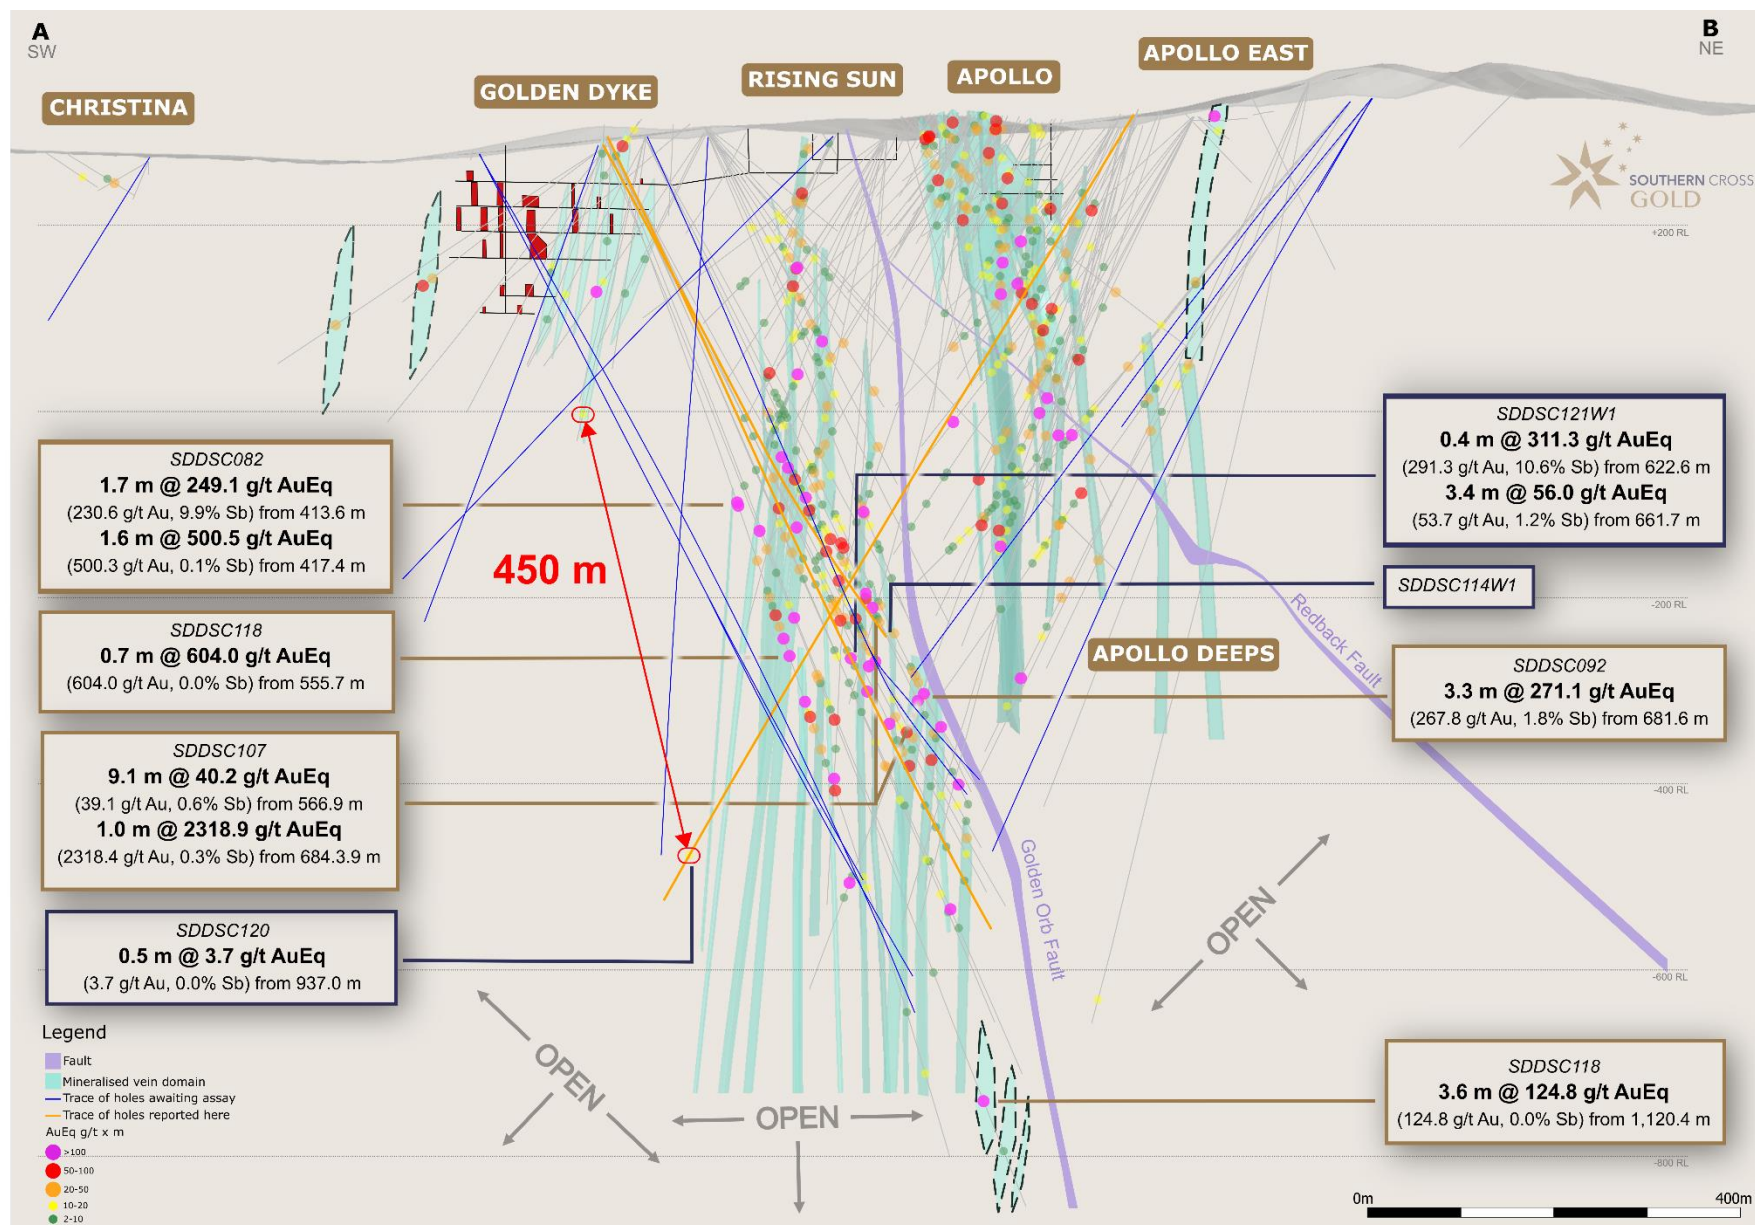 A
SW
B
NE
CHRISTINA
GOLDEN DYKE
RISING SUN
APOLLO
APOLLO EAST
SOUTHERN CROSS
GOLD
+200 RL
SDDSC082
1.7 m @ 249.1 g/t AuEq
(230.6 g/t Au, 9.9% Sb) from 413.6 m
1.6 m @ 500.5 g/t AuEq
(500.3 g/t Au, 0.1% Sb) from 417.4 m
SDDSC118
0.7 m @ 604.0 g/t AuEq
(604.0 g/t Au, 0.0% Sb) from 555.7 m
SDDSC107
9.1 m @ 40.2 g/t AuEq
(39.1 g/t Au, 0.6% Sb) from 566.9 m
1.0 m @ 2318.9 g/t AuEq
(2318.4 g/t Au, 0.3% Sb) from 684.3.9 m
SDDSC120
0.5 m @ 3.7 g/t AuEq
(3.7 g/t Au, 0.0% Sb) from 937.0 m
450 m
SDDSC121W1
0.4 m @ 311.3 g/t AuEq
(291.3 g/t Au, 10.6% Sb) from 622.6 m
3.4 m @ 56.0 g/t AuEq
(53.7 g/t Au, 1.2% Sb) from 661.7 m
SDDSC114W1
-200 RL
APOLLO DEEPS
Redback Fault
SDDSC092
3.3 m @ 271.1 g/t AuEq
(267.8 g/t Au, 1.8% Sb) from 681.6 m
-400 RL
Golden Orb Fault
OPEN
-600 RL
OPEN
OPEN
SDDSC118
3.6 m @ 124.8 g/t AuEq
(124.8 g/t Au, 0.0% Sb) from 1,120.4 m
-800 RL
Legend
Fault
Mineralised vein domain
Trace of holes awaiting assay
Trace of holes reported here
AuEq g/t x m
>100
50-100
20-50
10-20
2-10
0m
400m